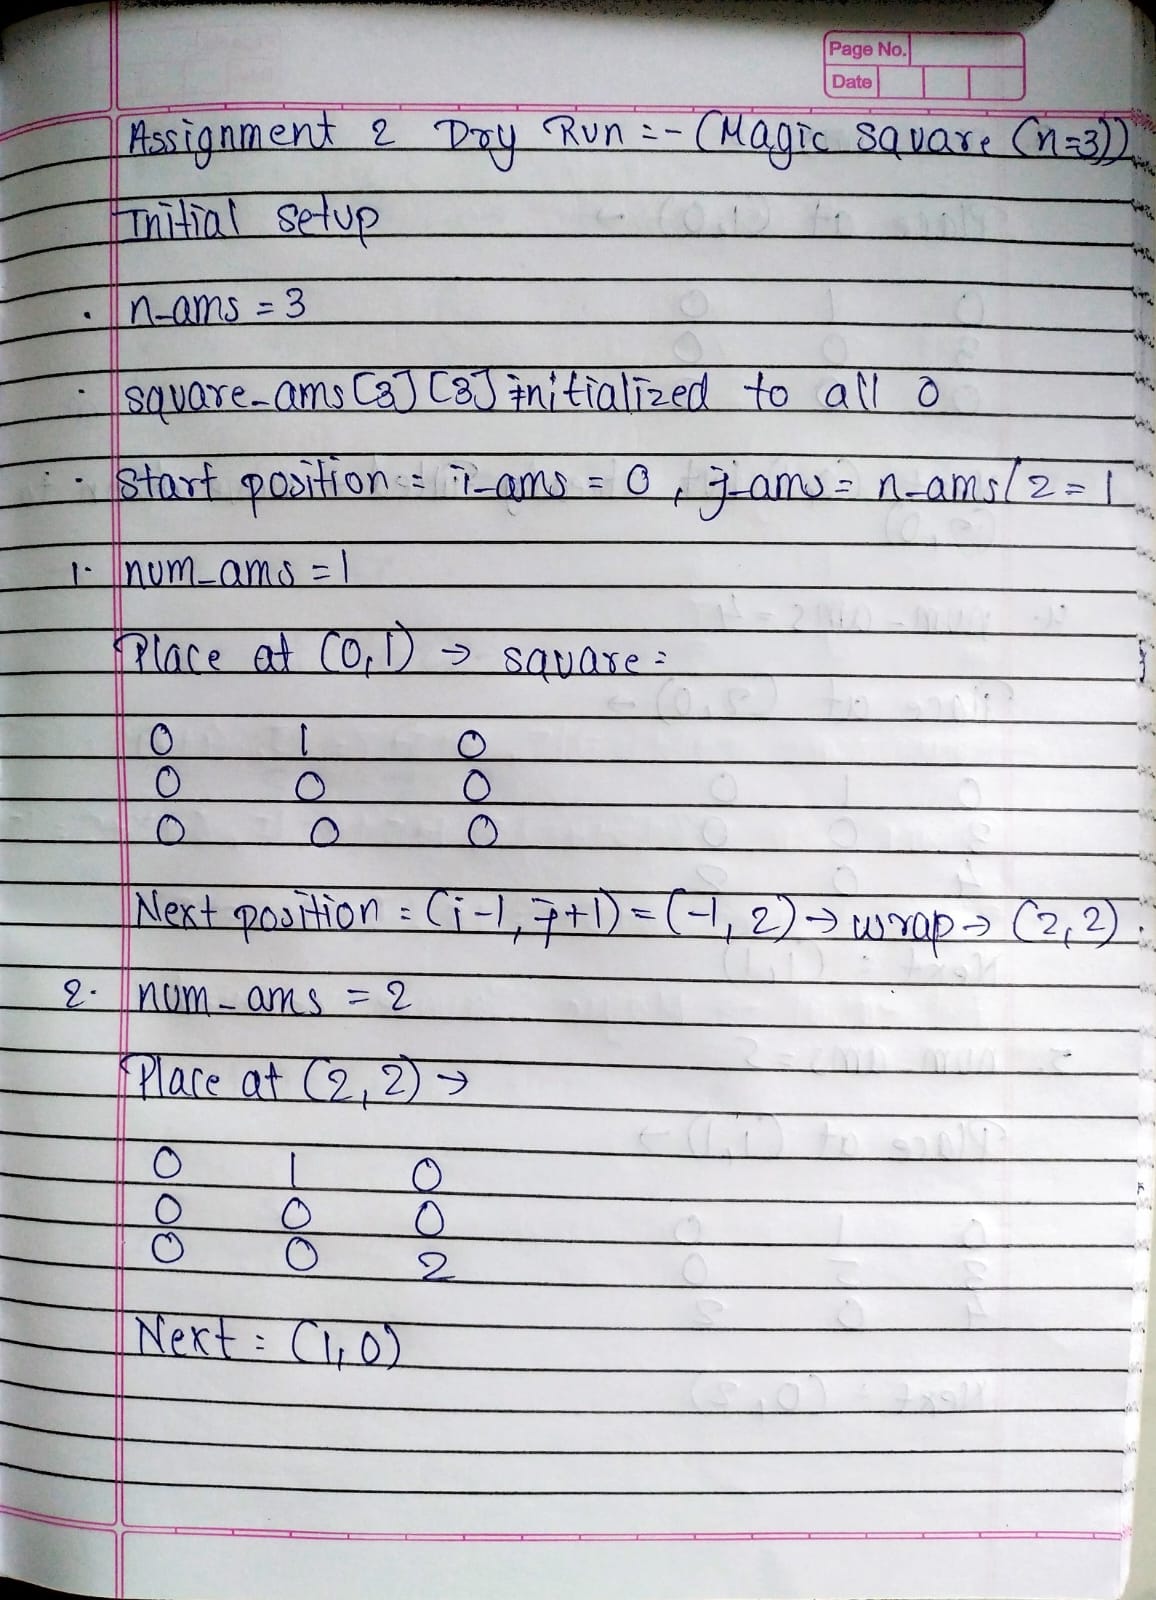 Page No.
Date
Assignment 2 Dry Run :- (Magic square (n=3))
Initial setup
. n_ams = 3
. square_ams[3][3] initialized to all 0
. Start position := i_ams = 0, j_ams = n_ams/2 = 1
1. num_ams = 1
Place at (0,1) → square :
0 1 0
0 0 0
0 0 0
Next position : (i-1, j+1) = (-1, 2) → wrap → (2,2)
2. num_ams = 2
Place at (2, 2) →
0 1 0
0 0 0
0 0 2
Next : (1,0)